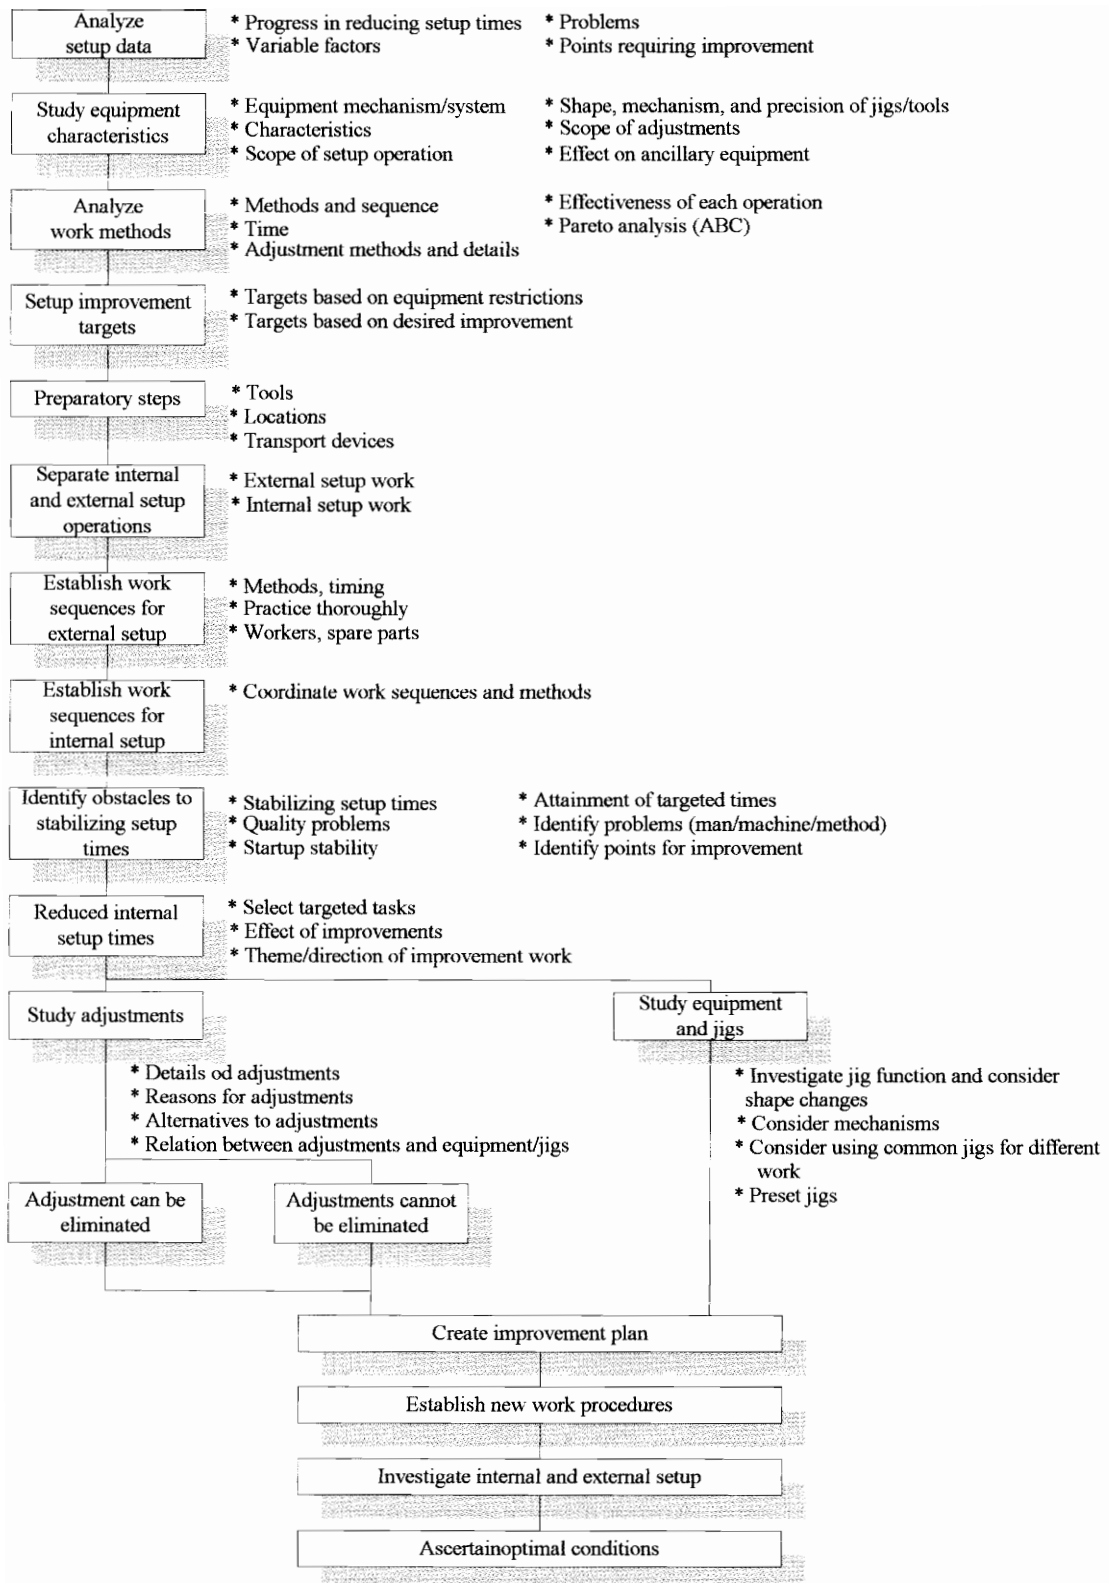 Analyze
setup data
* Progress in reducing setup times
* Variable factors
* Problems
* Points requiring improvement
Study equipment
characteristics
* Equipment mechanism/system
* Characteristics
* Scope of setup operation
* Shape, mechanism, and precision of jigs/tools
* Scope of adjustments
* Effect on ancillary equipment
Analyze
work methods
* Methods and sequence
* Time
* Adjustment methods and details
* Effectiveness of each operation
* Pareto analysis (ABC)
Setup improvement
targets
* Targets based on equipment restrictions
* Targets based on desired improvement
Preparatory steps
* Tools
* Locations
* Transport devices
Separate internal
and external setup
operations
* External setup work
* Internal setup work
Establish work
sequences for
external setup
* Methods, timing
* Practice thoroughly
* Workers, spare parts
Establish work
sequences for
internal setup
* Coordinate work sequences and methods
Identify obstacles to
stabilizing setup
times
* Stabilizing setup times
* Quality problems
* Startup stability
* Attainment of targeted times
* Identify problems (man/machine/method)
* Identify points for improvement
Reduced internal
setup times
* Select targeted tasks
* Effect of improvements
* Theme/direction of improvement work
Study adjustments
* Details od adjustments
* Reasons for adjustments
* Alternatives to adjustments
* Relation between adjustments and equipment/jigs
Study equipment
and jigs
* Investigate jig function and consider
shape changes
* Consider mechanisms
* Consider using common jigs for different
work
* Preset jigs
Adjustment can be
eliminated
Adjustments cannot
be eliminated
Create improvement plan
Establish new work procedures
Investigate internal and external setup
Ascertainoptimal conditions